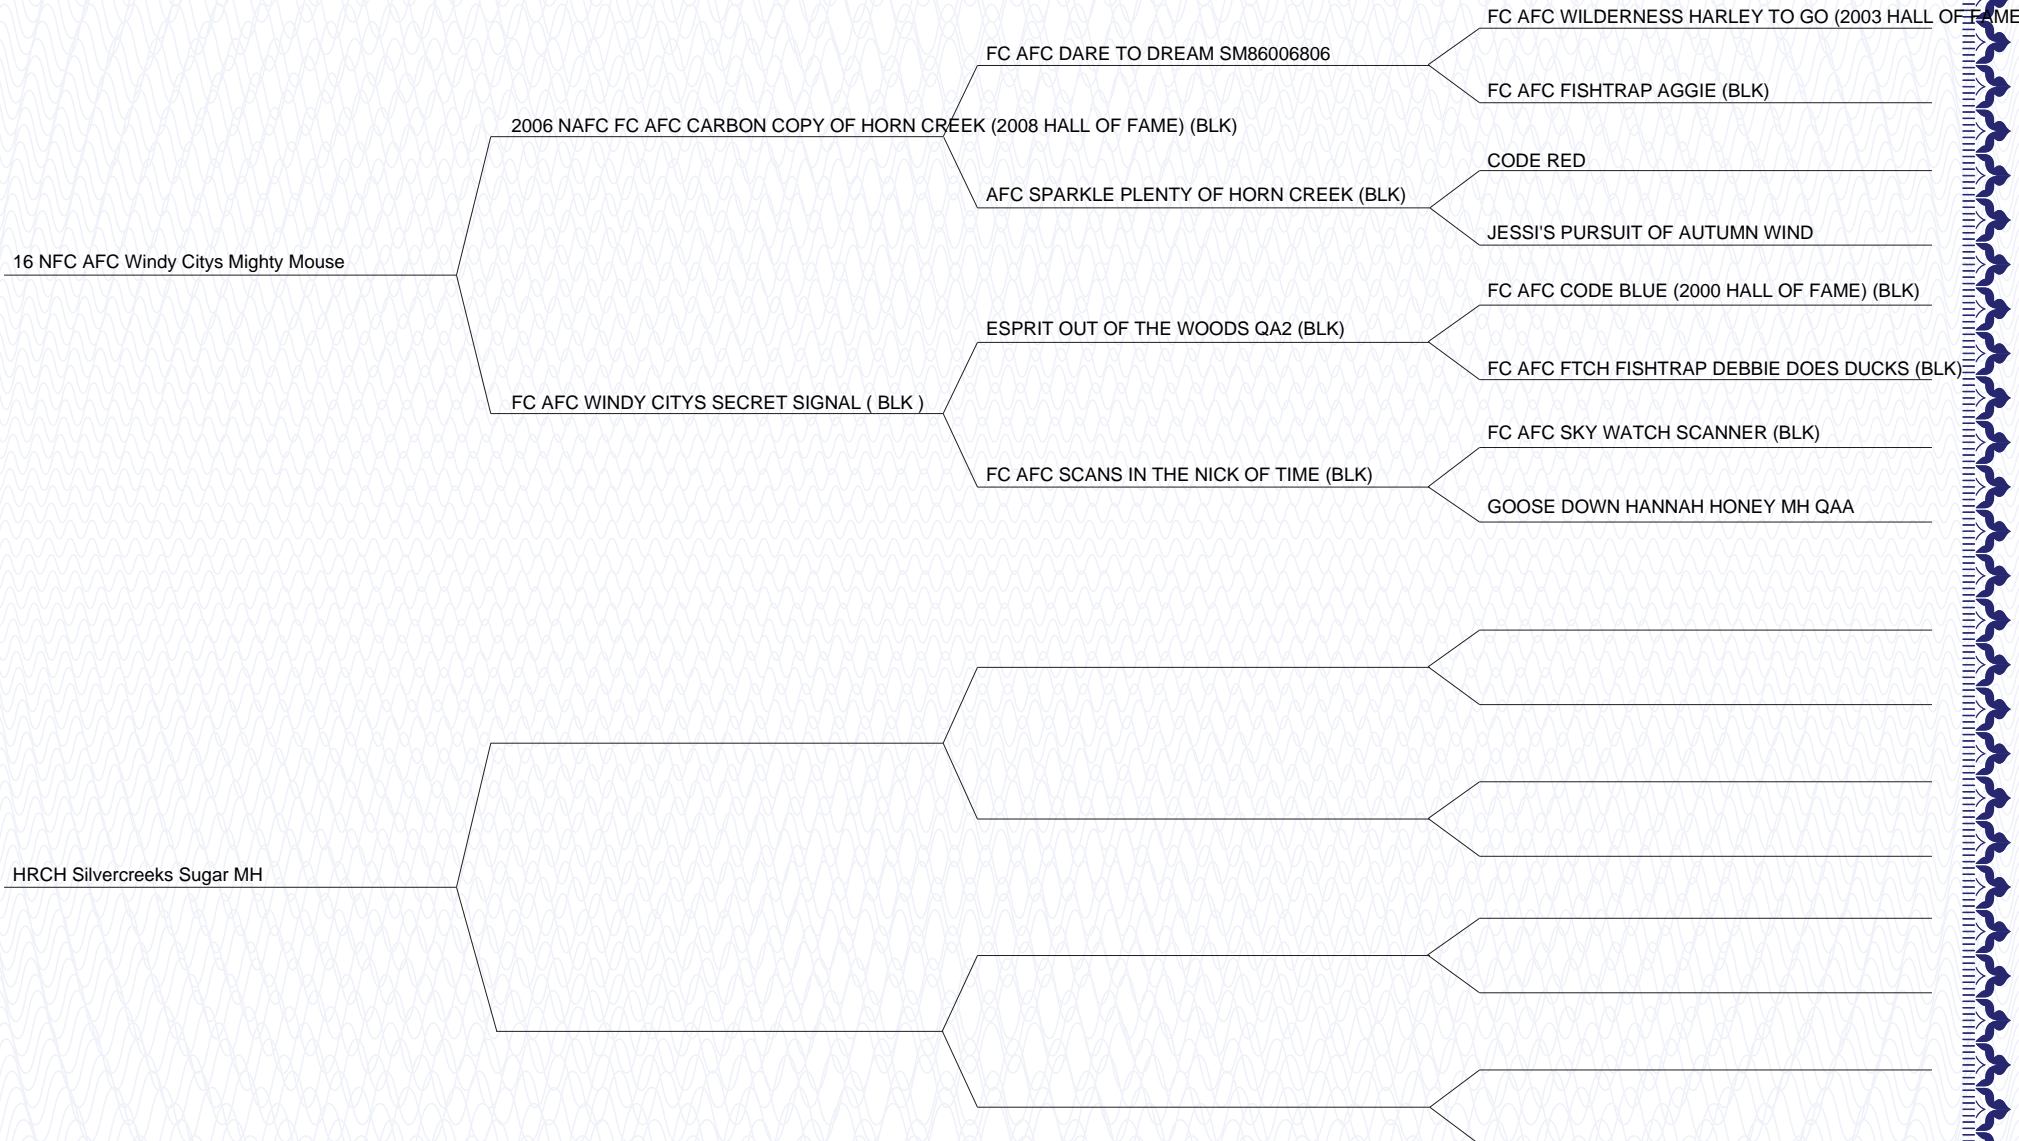 FC AFC WILDERNESS HARLEY TO GO (2003 HALL OF FAME
FC AFC DARE TO DREAM SM86006806
FC AFC FISHTRAP AGGIE (BLK)
2006 NAFC FC AFC CARBON COPY OF HORN CREEK (2008 HALL OF FAME) (BLK)
CODE RED
AFC SPARKLE PLENTY OF HORN CREEK (BLK)
JESSI'S PURSUIT OF AUTUMN WIND
16 NFC AFC Windy Citys Mighty Mouse
FC AFC CODE BLUE (2000 HALL OF FAME) (BLK)
ESPRIT OUT OF THE WOODS QA2 (BLK)
FC AFC FTCH FISHTRAP DEBBIE DOES DUCKS (BLK)
FC AFC WINDY CITYS SECRET SIGNAL ( BLK )
FC AFC SKY WATCH SCANNER (BLK)
FC AFC SCANS IN THE NICK OF TIME (BLK)
GOOSE DOWN HANNAH HONEY MH QAA
HRCH Silvercreeks Sugar MH